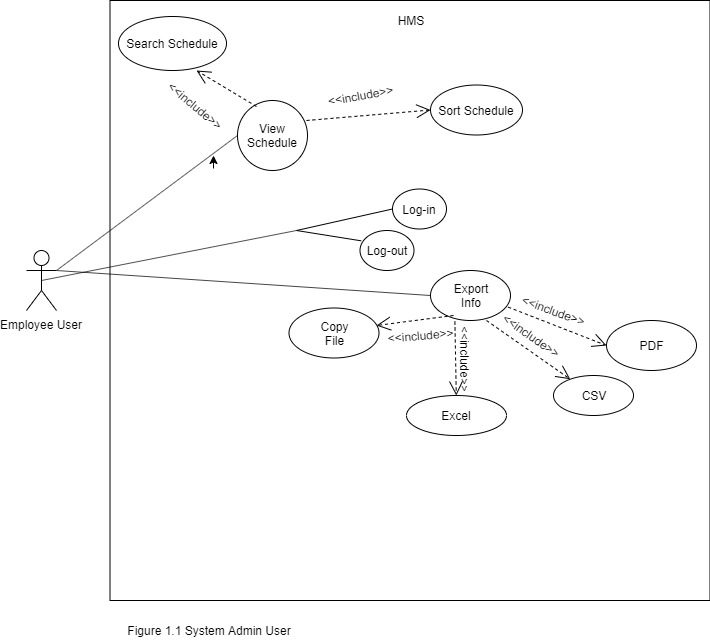 HMS
Search Schedule
<<include>>
<<include>>
View
Schedule
Sort Schedule
Log-in
Log-out
Employee User
Export
Info
<<include>>
<<include>>
<<include>>
<<include>>
Copy
File
PDF
CSV
Excel
Figure 1.1 System Admin User